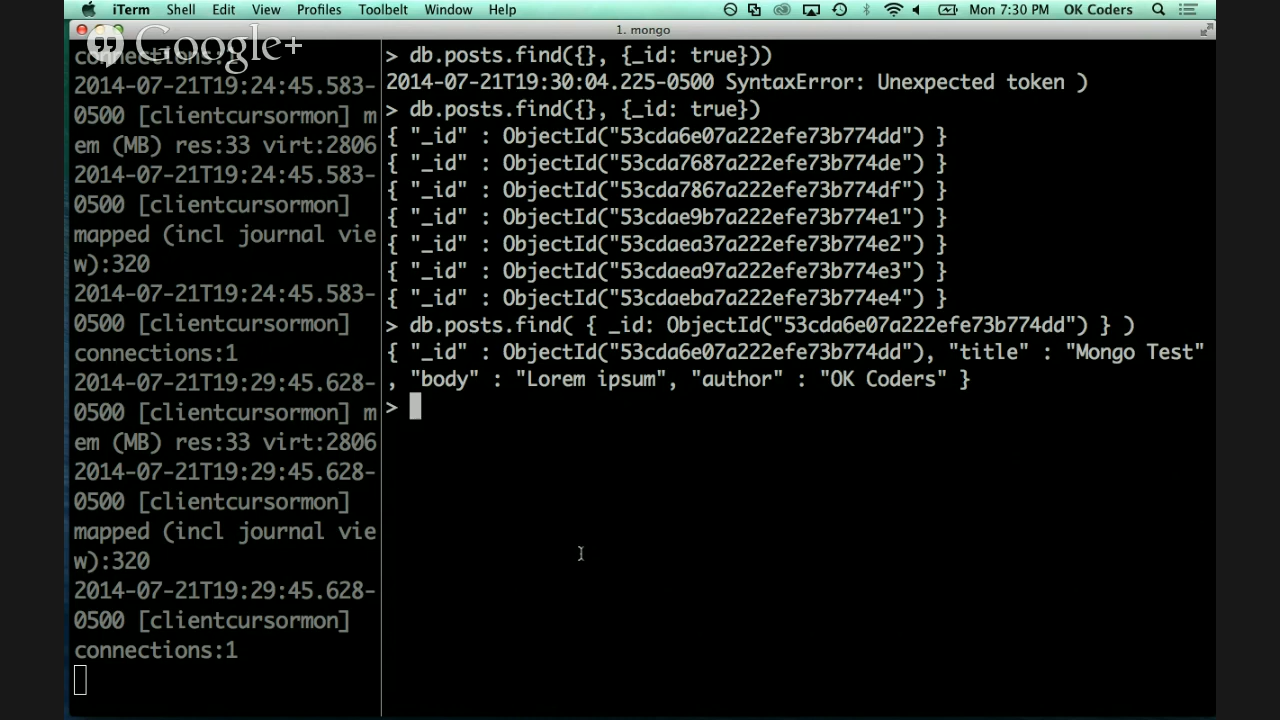 iTerm Shell Edit View Profiles Toolbelt Window Help Mon 7:30 PM OK Coders
1. mongo
Google+
connections:1
2014-07-21T19:24:45.583-
0500 [clientcursormon] m
em (MB) res:33 virt:2806
2014-07-21T19:24:45.583-
0500 [clientcursormon]
mapped (incl journal vie
w):320
2014-07-21T19:24:45.583-
0500 [clientcursormon]
connections:1
2014-07-21T19:29:45.628-
0500 [clientcursormon] m
em (MB) res:33 virt:2806
2014-07-21T19:29:45.628-
0500 [clientcursormon]
mapped (incl journal vie
w):320
2014-07-21T19:29:45.628-
0500 [clientcursormon]
connections:1
> db.posts.find({}, {_id: true}))
2014-07-21T19:30:04.225-0500 SyntaxError: Unexpected token )
> db.posts.find({}, {_id: true})
{ "_id" : ObjectId("53cda6e07a222efe73b774dd") }
{ "_id" : ObjectId("53cda7687a222efe73b774de") }
{ "_id" : ObjectId("53cda7867a222efe73b774df") }
{ "_id" : ObjectId("53cdae9b7a222efe73b774e1") }
{ "_id" : ObjectId("53cdaea37a222efe73b774e2") }
{ "_id" : ObjectId("53cdaea97a222efe73b774e3") }
{ "_id" : ObjectId("53cdaeba7a222efe73b774e4") }
> db.posts.find( { _id: ObjectId("53cda6e07a222efe73b774dd") } )
{ "_id" : ObjectId("53cda6e07a222efe73b774dd"), "title" : "Mongo Test"
, "body" : "Lorem ipsum", "author" : "OK Coders" }
>